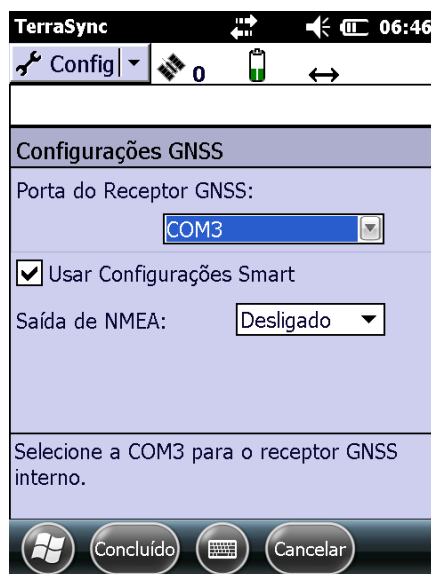 TerraSync 06:46
Config 0
Configurações GNSS
Porta do Receptor GNSS:
COM3
Usar Configurações Smart
Saída de NMEA: Desligado
Selecione a COM3 para o receptor GNSS
interno.
Concluído Cancelar